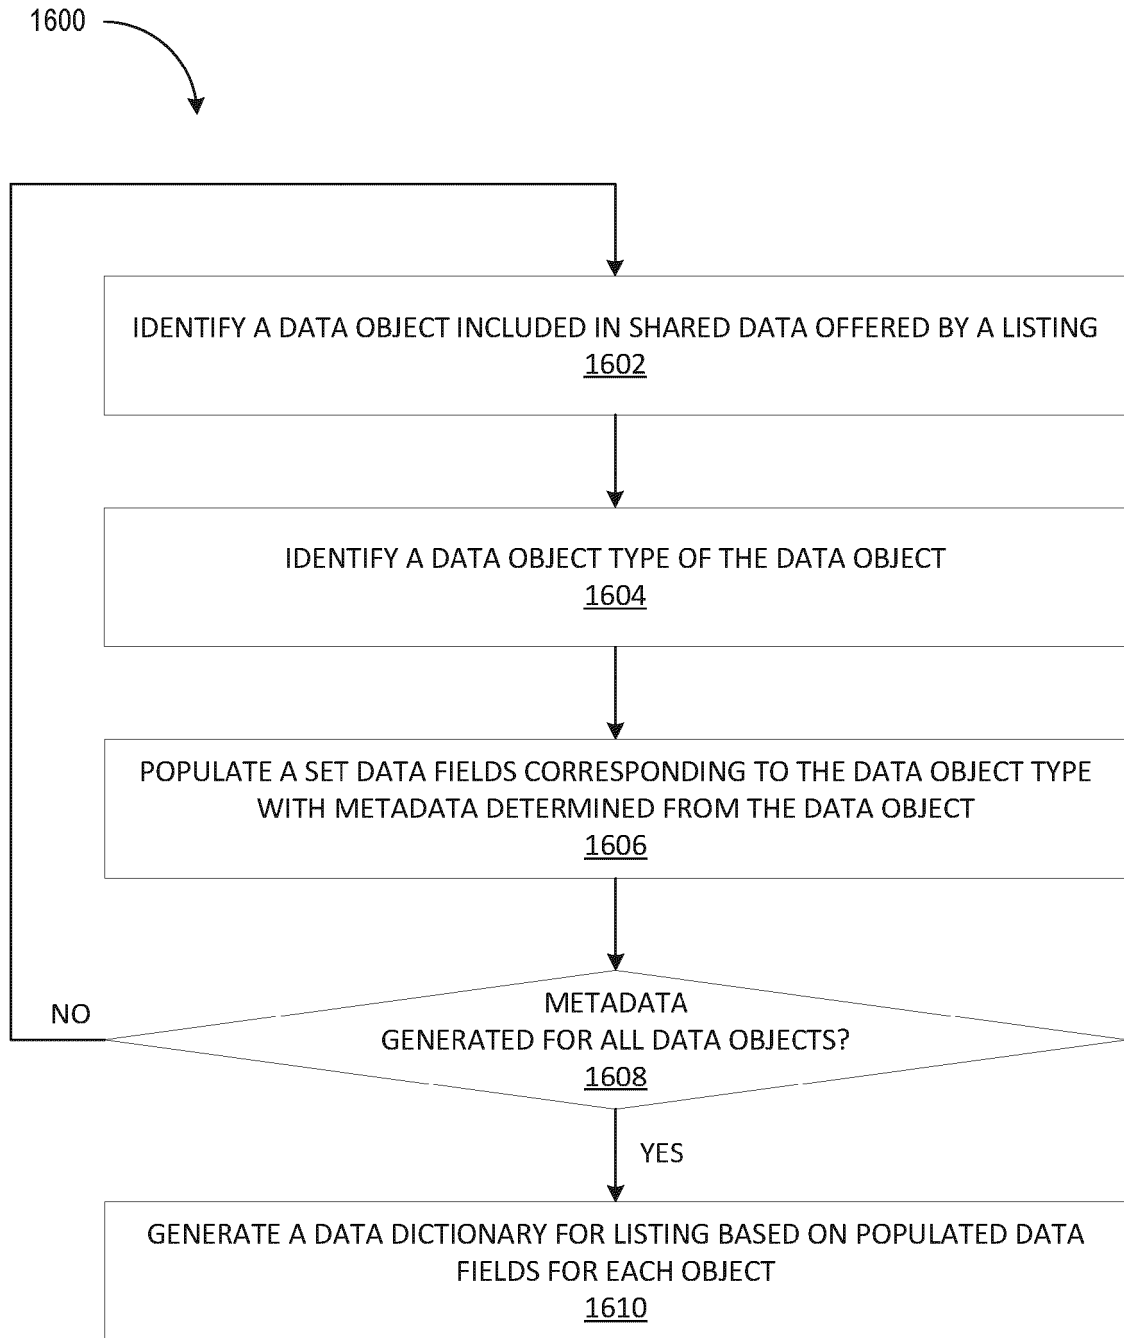 1600
IDENTIFY A DATA OBJECT INCLUDED IN SHARED DATA OFFERED BY A LISTING
1602
IDENTIFY A DATA OBJECT TYPE OF THE DATA OBJECT
1604
POPULATE A SET DATA FIELDS CORRESPONDING TO THE DATA OBJECT TYPE
WITH METADATA DETERMINED FROM THE DATA OBJECT
1606
METADATA
GENERATED FOR ALL DATA OBJECTS?
1608
NO
YES
GENERATE A DATA DICTIONARY FOR LISTING BASED ON POPULATED DATA
FIELDS FOR EACH OBJECT
1610